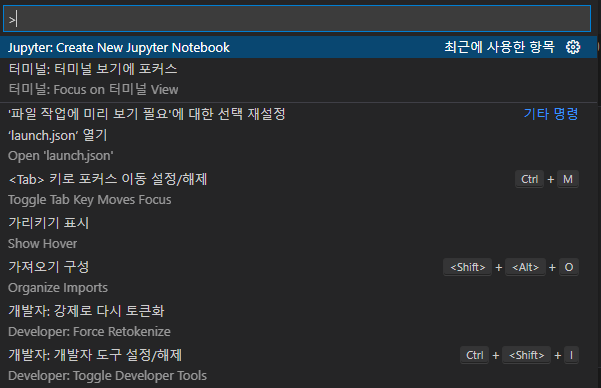 >
Jupyter: Create New Jupyter Notebook 최근에 사용한 항목
터미널: 터미널 보기에 포커스
터미널: Focus on 터미널 View
'파일 작업에 미리 보기 필요'에 대한 선택 재설정 기타 명령
‘launch.json’ 열기
Open 'launch.json'
<Tab> 키로 포커스 이동 설정/해제 Ctrl + M
Toggle Tab Key Moves Focus
가리키기 표시
Show Hover
가져오기 구성 <Shift> + <Alt> + O
Organize Imports
개발자: 강제로 다시 토큰화
Developer: Force Retokenize
개발자: 개발자 도구 설정/해제 Ctrl + <Shift> + I
Developer: Toggle Developer Tools